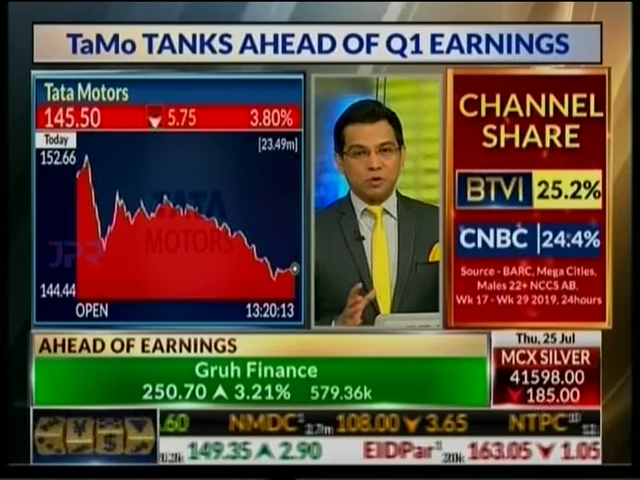 TaMo TANKS AHEAD OF Q1 EARNINGS
Tata Motors
145.50 5.75 3.80%
Today
[23.49m]
152.66
TATA
MOTORS
JPR
144.44
OPEN 13:20:13
CHANNEL
SHARE
BTVI 25.2%
CNBC 24.4%
Source - BARC, Mega Cities,
Males 22+ NCCS AB,
Wk 17 - Wk 29 2019, 24hours
AHEAD OF EARNINGS
Gruh Finance
250.70 ▲ 3.21% 579.36k
Thu, 25 Jul
MCX SILVER
41598.00
185.00
.60 NMDC 108.00 ▼ 3.65 NTPC
149.35 ▲ 2.90 EIDPar 163.05 ▼ 1.05